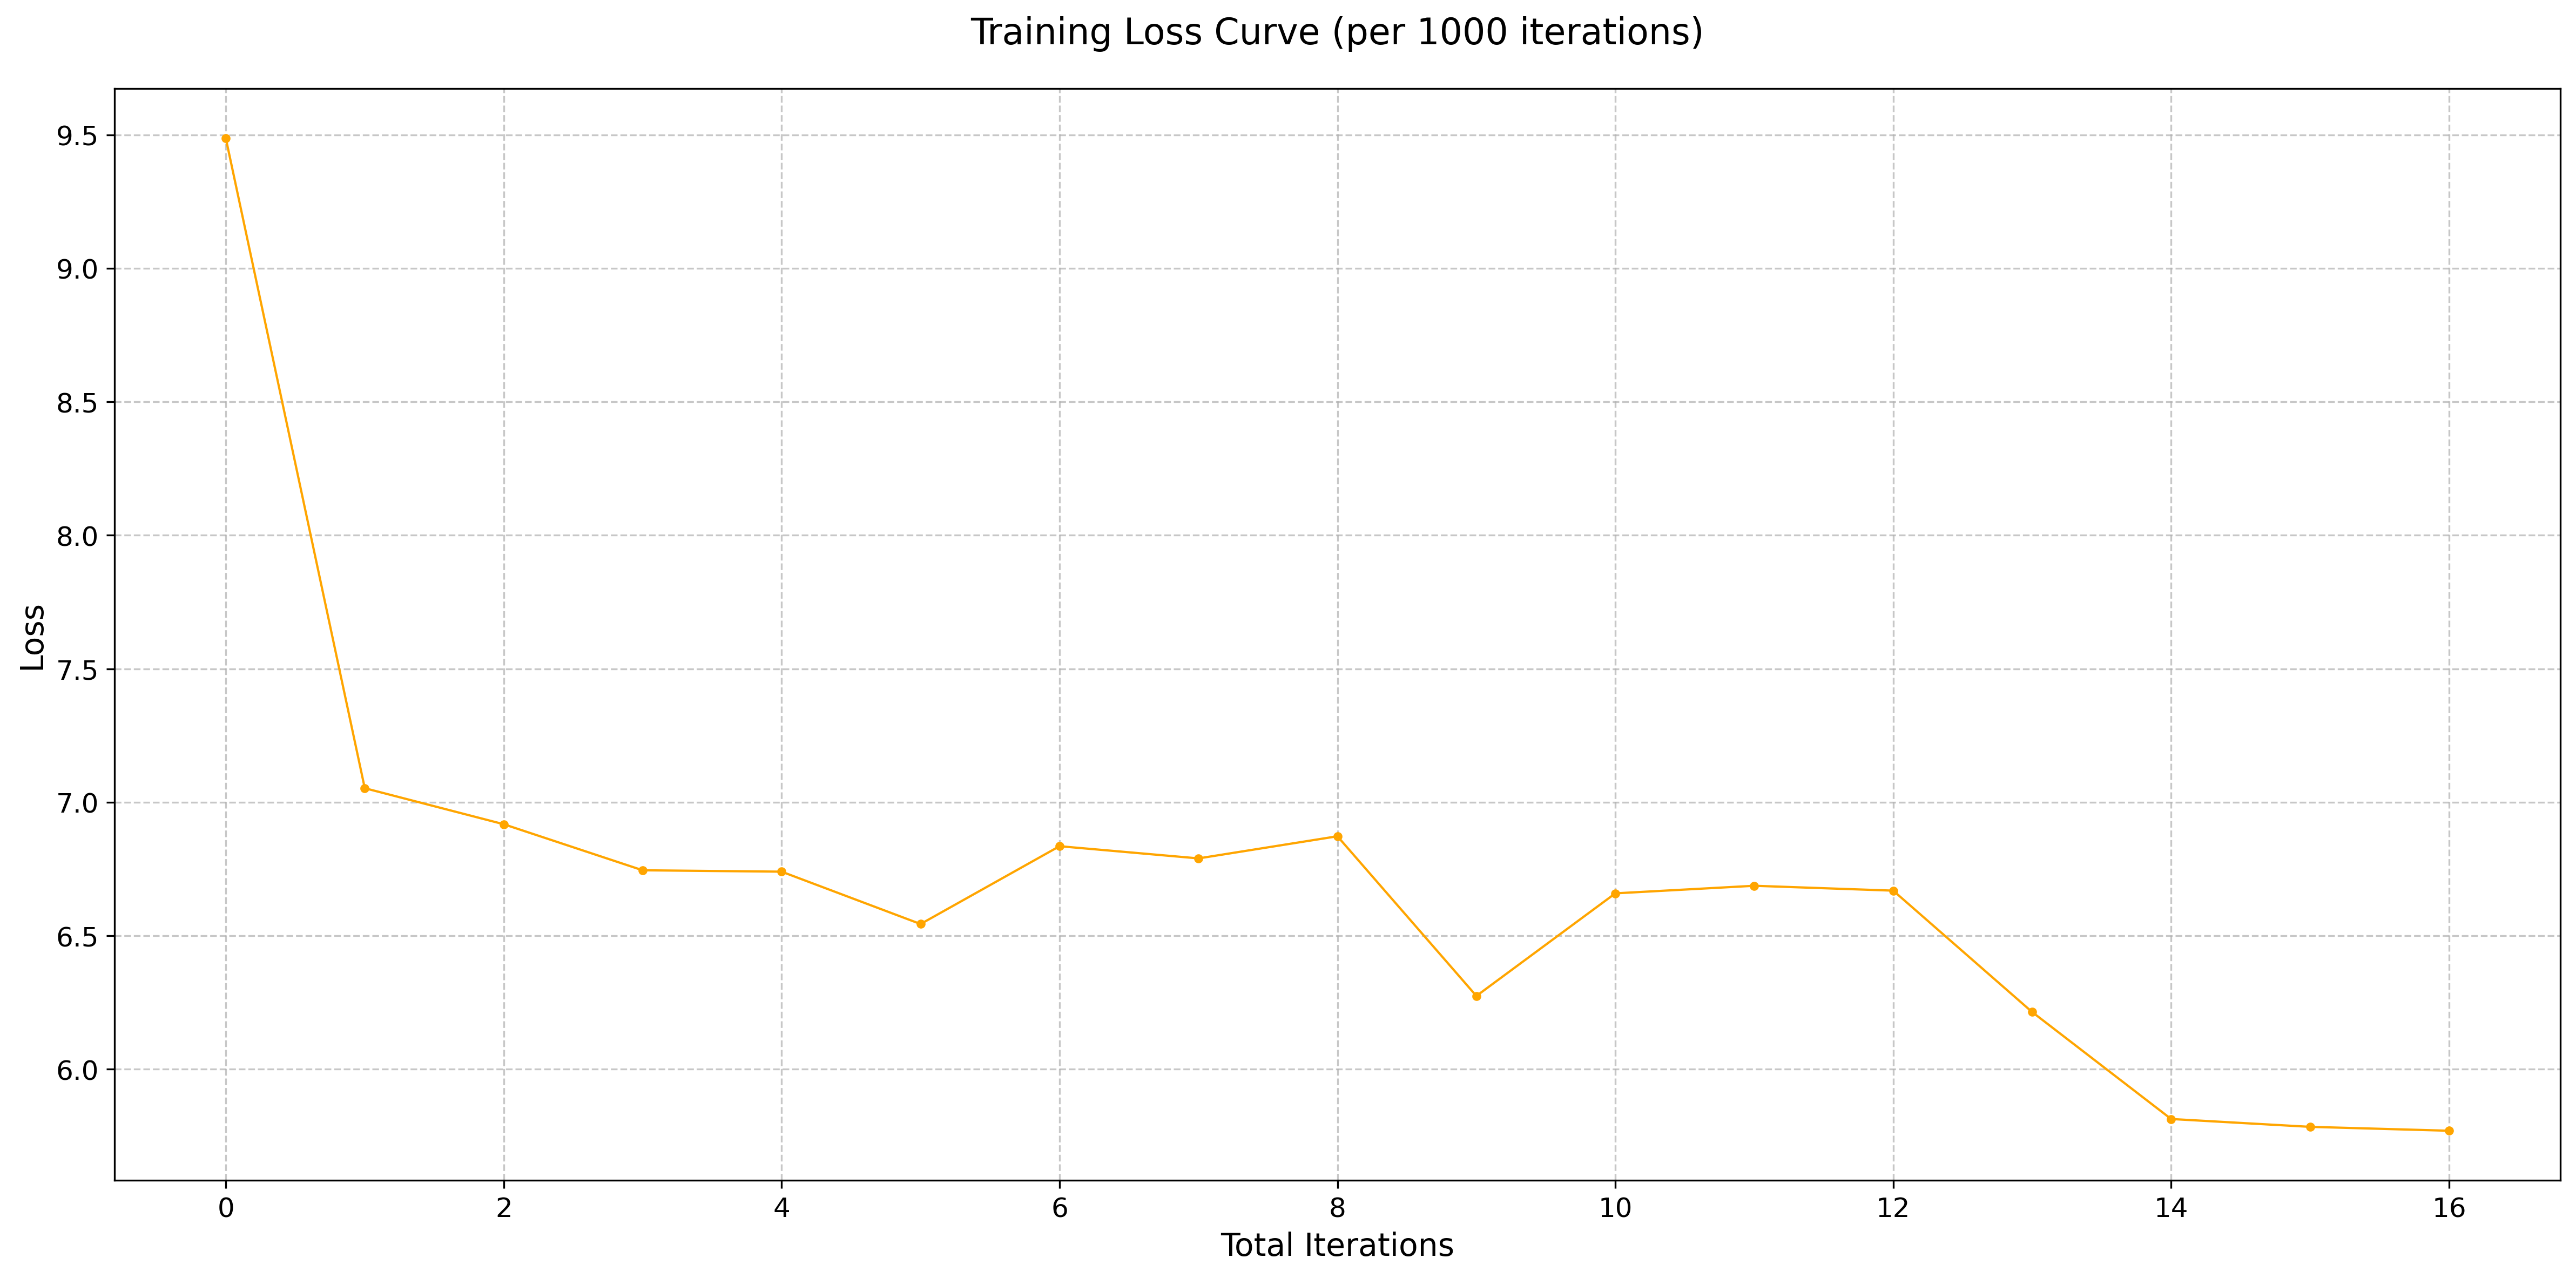 Training Loss Curve (per 1000 iterations)
9.5
9.0
8.5
8.0
7.5
7.0
6.5
6.0
Loss
0 2 4 6 8 10 12 14 16
Total Iterations